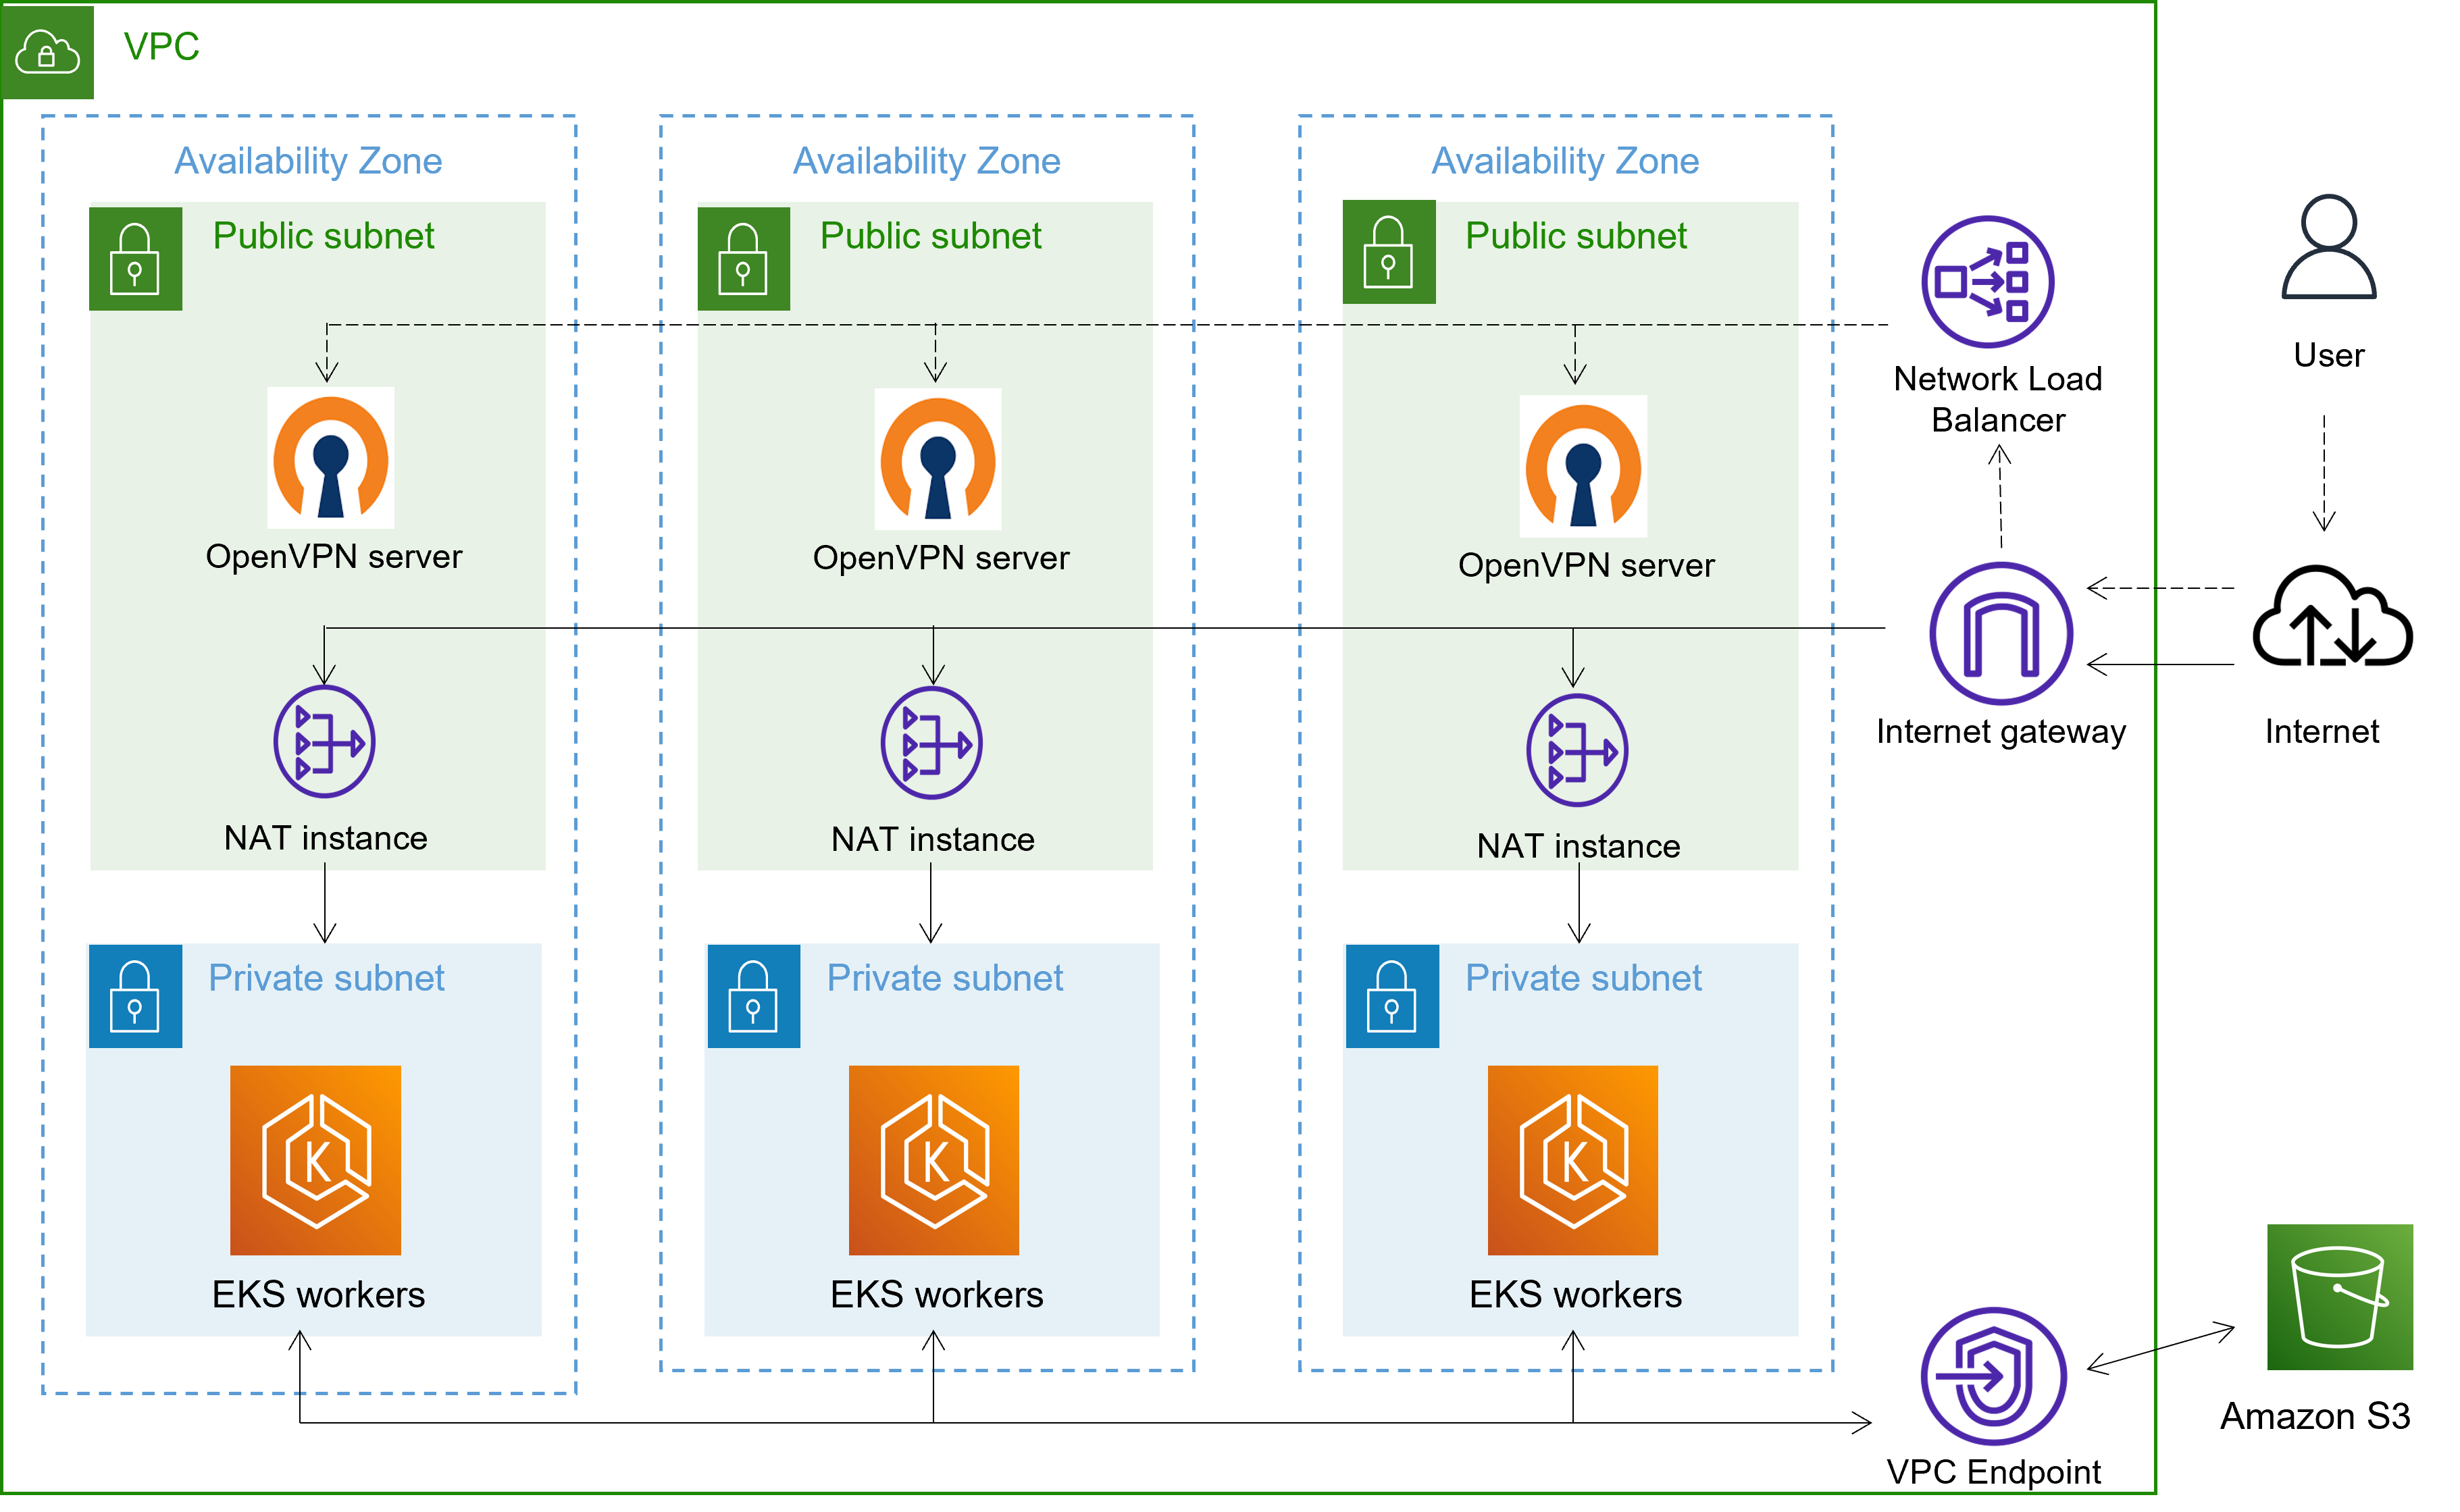 VPC
Availability Zone
Availability Zone
Availability Zone
Public subnet
Public subnet
Public subnet
User
Network Load
Balancer
OpenVPN server
OpenVPN server
OpenVPN server
Internet gateway
Internet
NAT instance
NAT instance
NAT instance
Private subnet
Private subnet
Private subnet
K
K
K
EKS workers
EKS workers
EKS workers
Amazon S3
VPC Endpoint